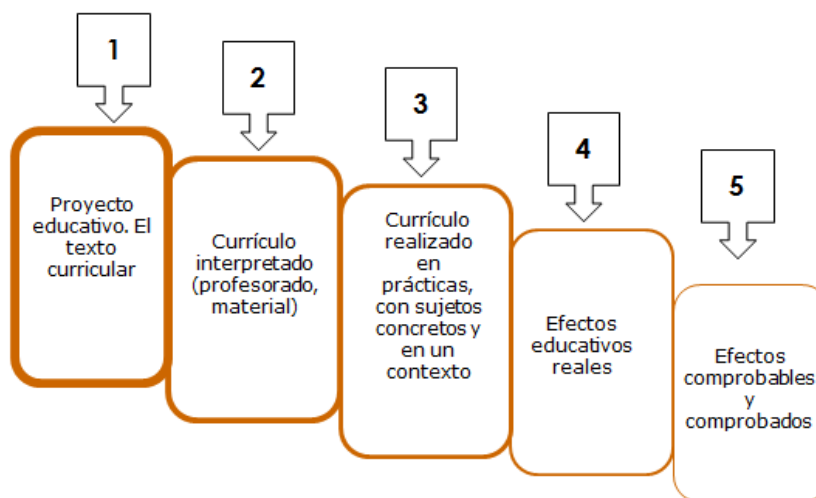 1
Proyecto
educativo. El
texto
curricular
2
Currículo
interpretado
(profesorado,
material)
3
Currículo
realizado
en
prácticas,
con sujetos
concretos y
en un
contexto
4
Efectos
educativos
reales
5
Efectos
comprobables
y
comprobados